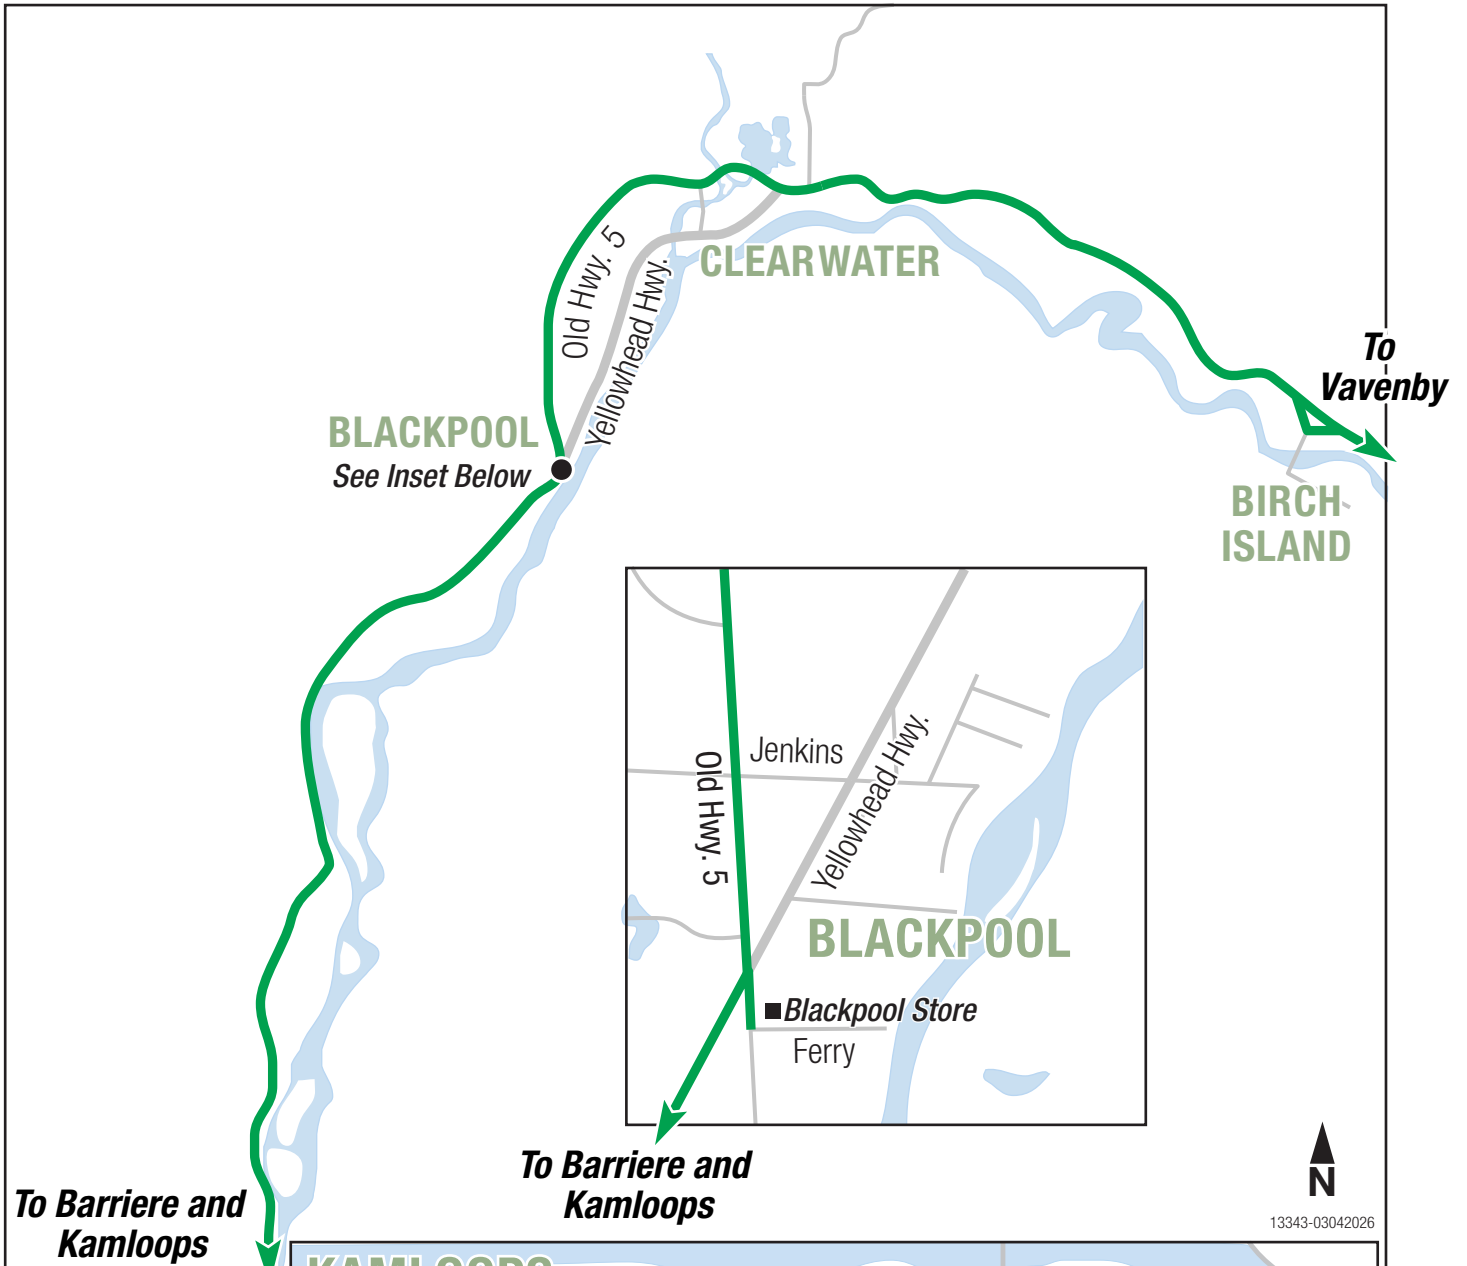 Old Hwy. 5
Yellowhead Hwy.
CLEARWATER
To
Vavenby
BLACKPOOL
See Inset Below
BIRCH
ISLAND
Jenkins
Old Hwy. 5
Yellowhead Hwy.
BLACKPOOL
Blackpool Store
Ferry
To Barriere and
Kamloops
N
13343-03042026
To Barriere and
Kamloops
KAMLOOPS